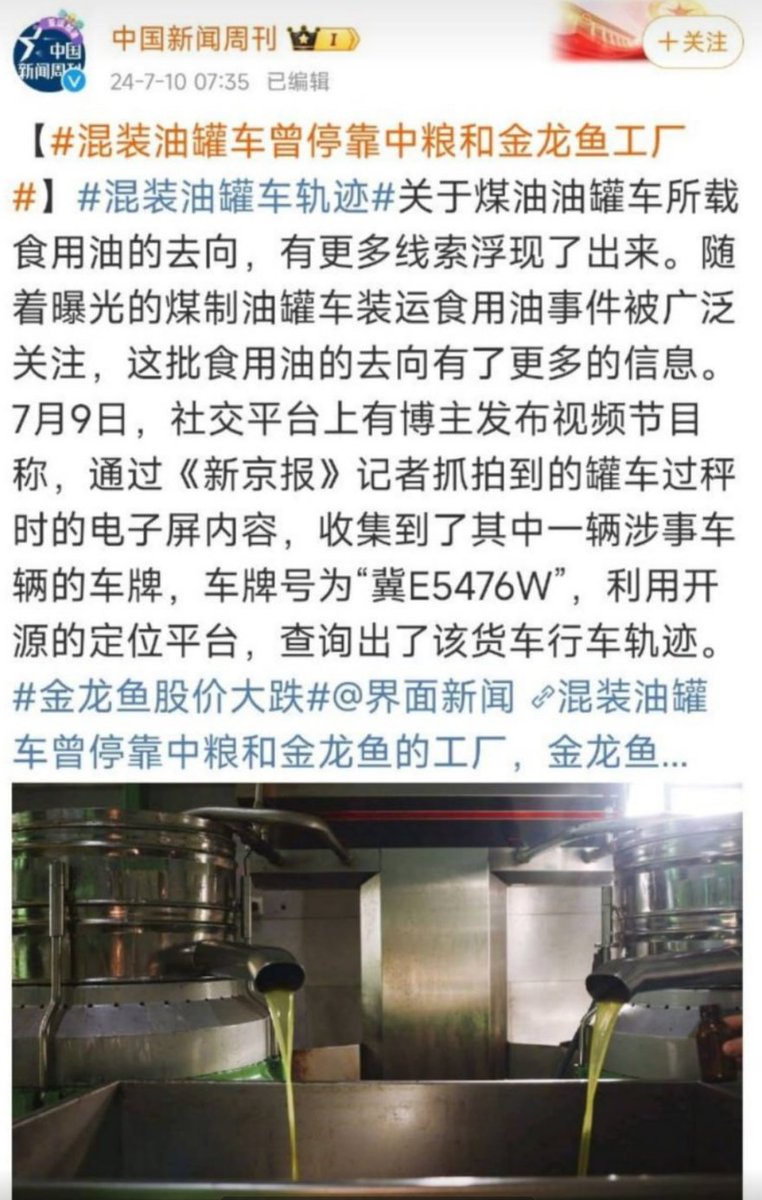 中国新闻周刊 I
+关注
24-7-10 07:35 已编辑
中国
新闻周刊
【#混装油罐车曾停靠中粮和金龙鱼工厂
#】#混装油罐车轨迹#关于煤油油罐车所载
食用油的去向，有更多线索浮现了出来。随
着曝光的煤制油罐车装运食用油事件被广泛
关注，这批食用油的去向有了更多的信息。
7月9日，社交平台上有博主发布视频节目
称，通过《新京报》记者抓拍到的罐车过秤
时的电子屏内容，收集到了其中一辆涉事车
辆的车牌，车牌号为“冀E5476W”，利用开
源的定位平台，查询出了该货车行车轨迹。
#金龙鱼股价大跌#@界面新闻 混装油罐
车曾停靠中粮和金龙鱼的工厂，金龙鱼...